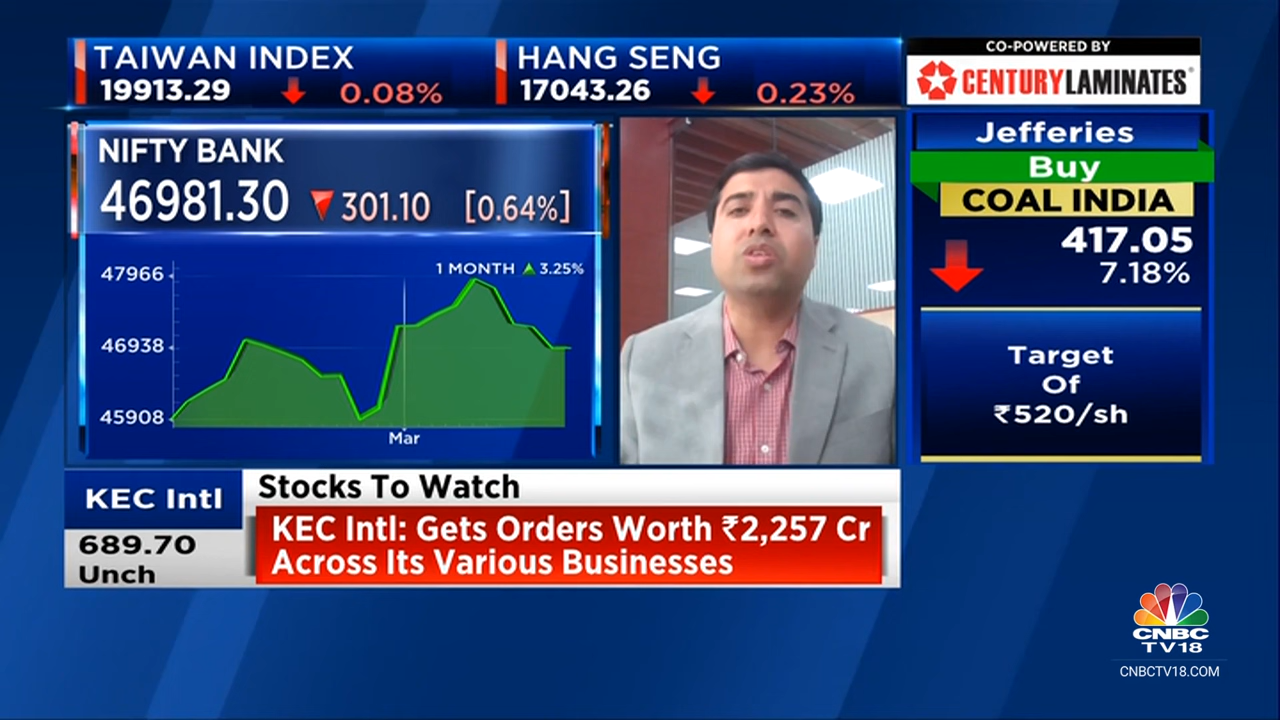 TAIWAN INDEX
19913.29 0.08%
HANG SENG
17043.26 0.23%
CO-POWERED BY
CENTURYLAMINATES®
NIFTY BANK
46981.30 301.10 [0.64%]
1 MONTH 3.25%
47966
46938
45908
Mar
Jefferies
Buy
COAL INDIA
417.05
7.18%
Target
Of
₹520/sh
KEC Intl
689.70
Unch
Stocks To Watch
KEC Intl: Gets Orders Worth ₹2,257 Cr
Across Its Various Businesses
CNBC
TV18
CNBCTV18.COM